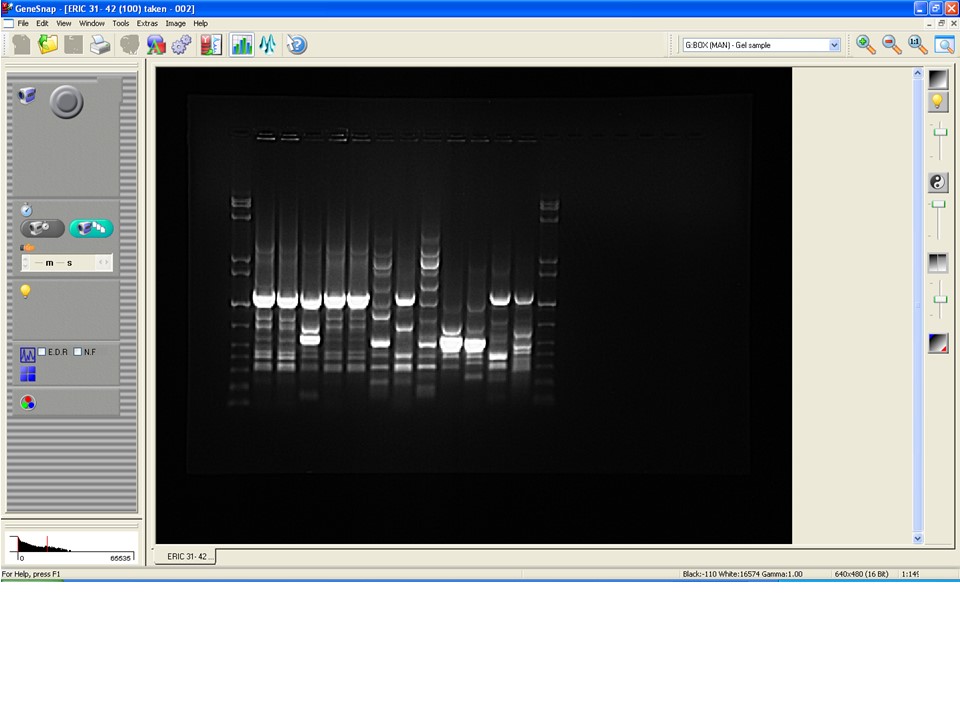 GeneSnap - [ERIC 31- 42 (100) taken - 002]
File Edit View Window Tools Extras Image Help
1:1
G:BOX (MAN) - Gel sample
-- m -- s
E.D.R N.F
0 65535
ERIC 31- 42 ...
For Help, press F1
Black:-110 White:16574 Gamma:1.00 640x480 (16 Bit)